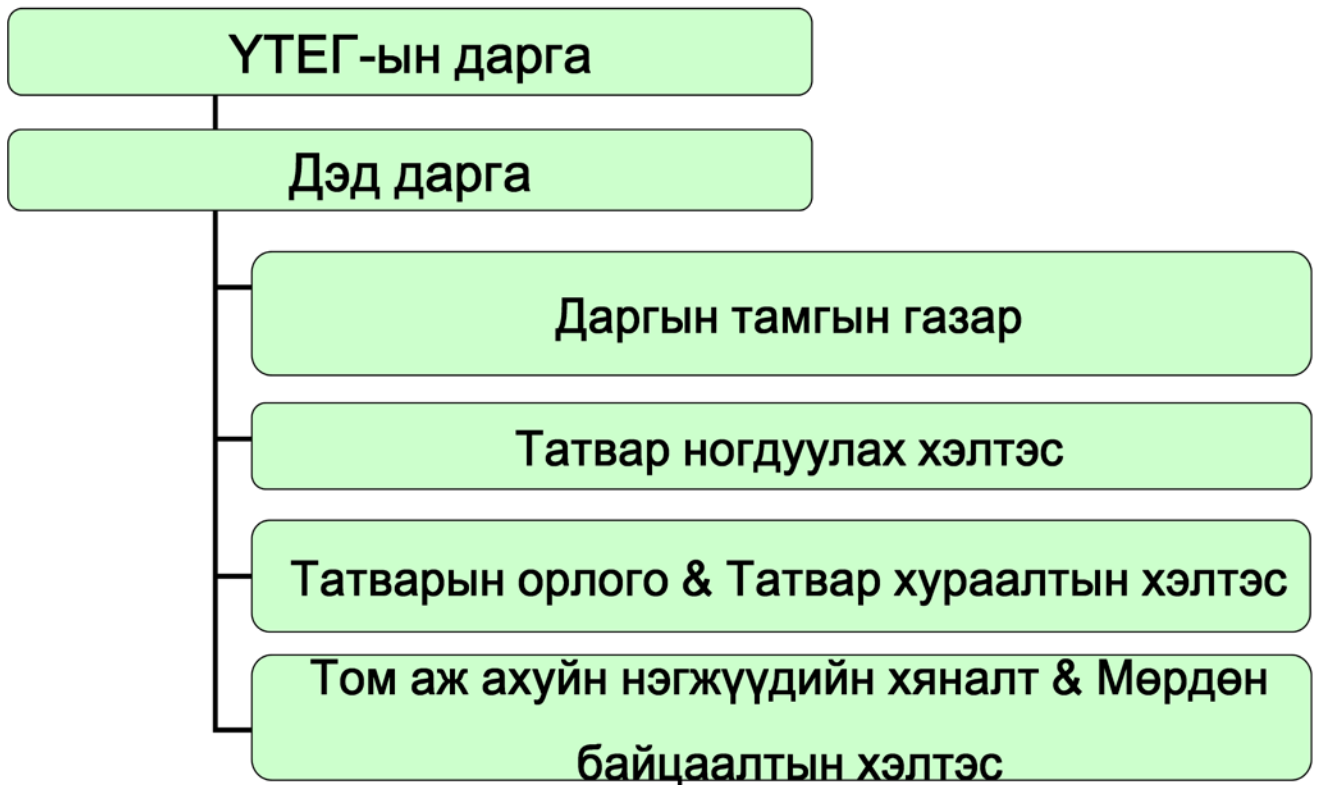 ҮТЕГ-ын дарга
Дэд дарга
Даргын тамгын газар
Татвар ногдуулах хэлтэс
Татварын орлого & Татвар хураалтын хэлтэс
Том аж ахуйн нэгжүүдийн хяналт & Мөрдөн
байцаалтын хэлтэс